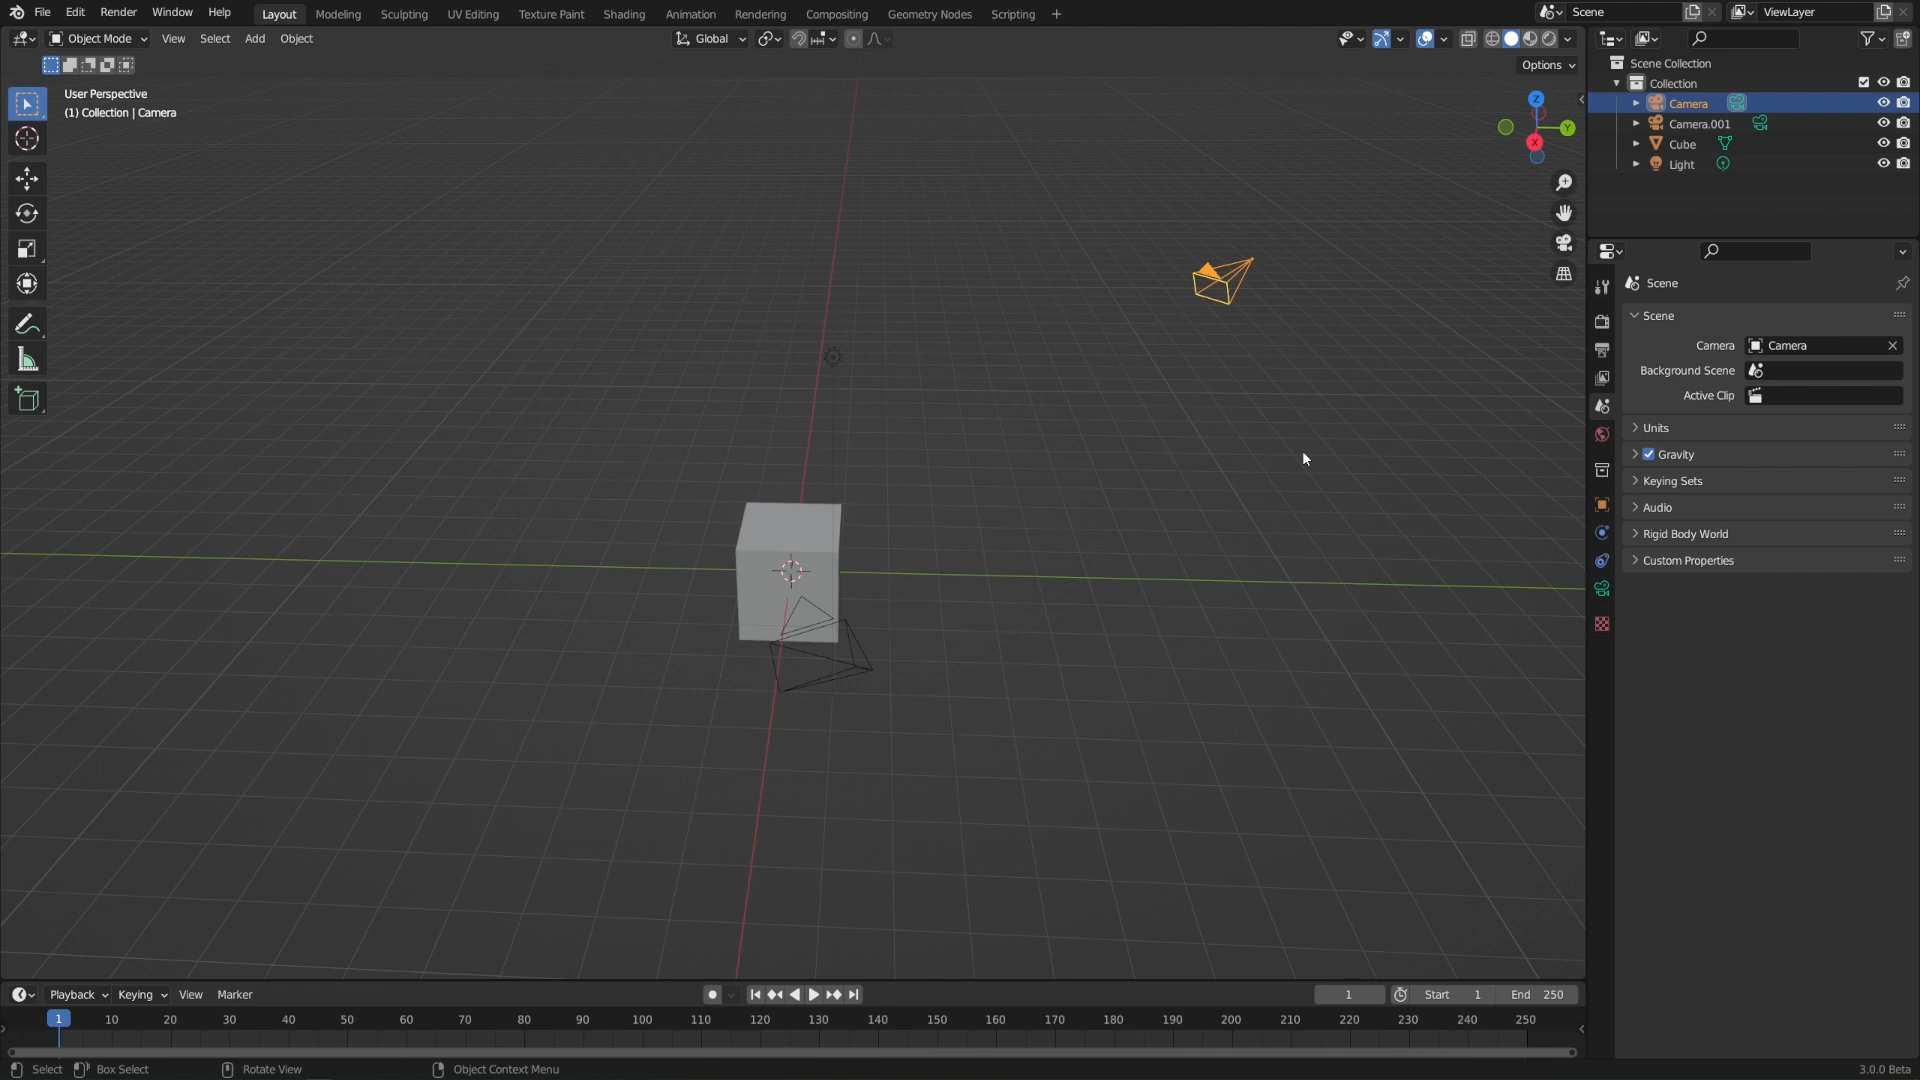 File Edit Render Window Help Layout Modeling Sculpting UV Editing Texture Paint Shading Animation Rendering Compositing Geometry Nodes Scripting + Scene ViewLayer
Object Mode View Select Add Object Global
Options
User Perspective
(1) Collection | Camera
Z
Y
X
Scene Collection
Collection
Camera
Camera.001
Cube
Light
Scene
Scene
Camera Camera
Background Scene
Active Clip
Units
Gravity
Keying Sets
Audio
Rigid Body World
Custom Properties
Playback Keying View Marker 1 Start 1 End 250
1 10 20 30 40 50 60 70 80 90 100 110 120 130 140 150 160 170 180 190 200 210 220 230 240 250
Select Box Select Rotate View Object Context Menu 3.0.0 Beta